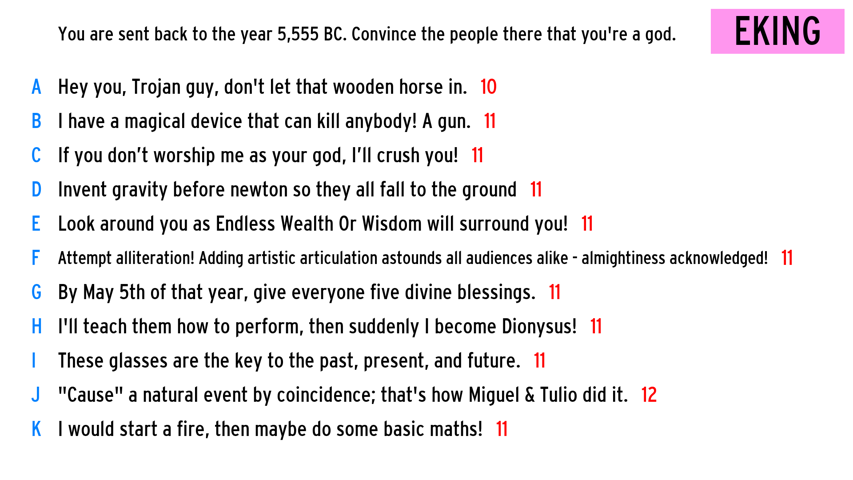 You are sent back to the year 5,555 BC. Convince the people there that you're a god.
EKING
A Hey you, Trojan guy, don't let that wooden horse in. 10
B I have a magical device that can kill anybody! A gun. 11
C If you don’t worship me as your god, I’ll crush you! 11
D Invent gravity before newton so they all fall to the ground 11
E Look around you as Endless Wealth Or Wisdom will surround you! 11
F Attempt alliteration! Adding artistic articulation astounds all audiences alike - almightiness acknowledged! 11
G By May 5th of that year, give everyone five divine blessings. 11
H I'll teach them how to perform, then suddenly I become Dionysus! 11
I These glasses are the key to the past, present, and future. 11
J "Cause" a natural event by coincidence; that's how Miguel & Tulio did it. 12
K I would start a fire, then maybe do some basic maths! 11